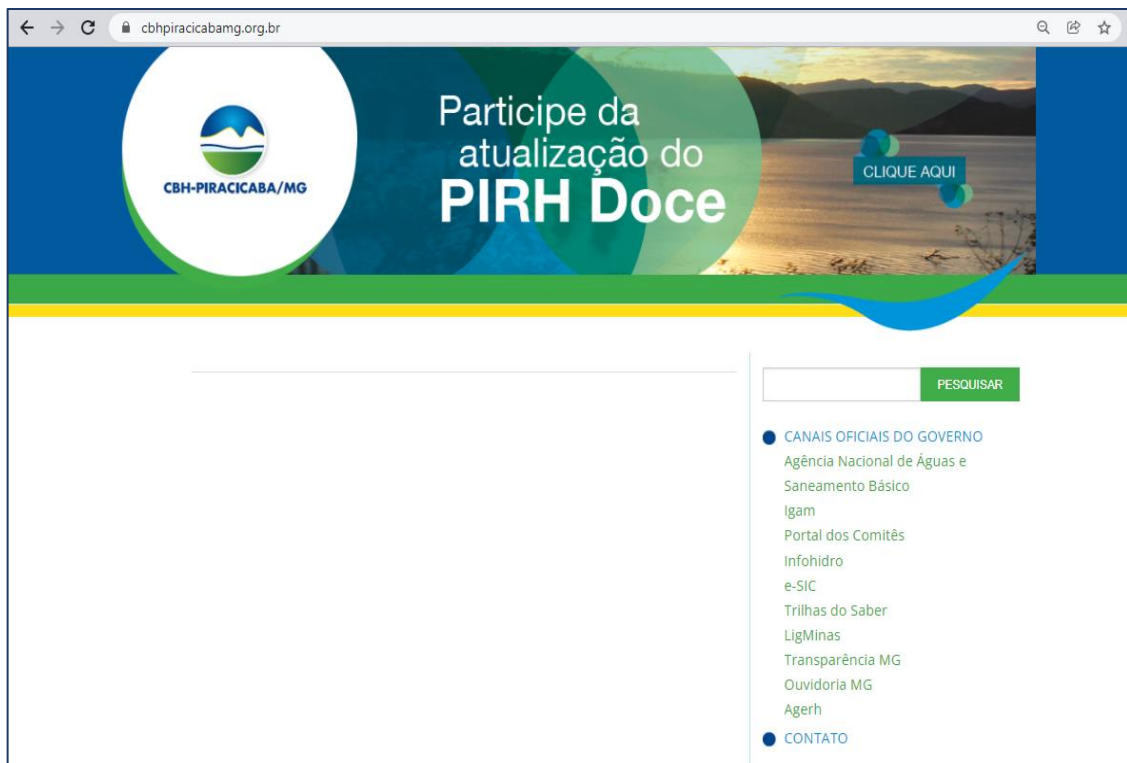 cbhpiracicabamg.org.br
CBH-PIRACICABA/MG
Participe da
atualização do
PIRH Doce
CLIQUE AQUI
PESQUISAR
CANAIS OFICIAIS DO GOVERNO
Agência Nacional de Águas e
Saneamento Básico
Igam
Portal dos Comitês
Infohidro
e-SIC
Trilhas do Saber
LigMinas
Transparência MG
Ouvidoria MG
Agerh
CONTATO